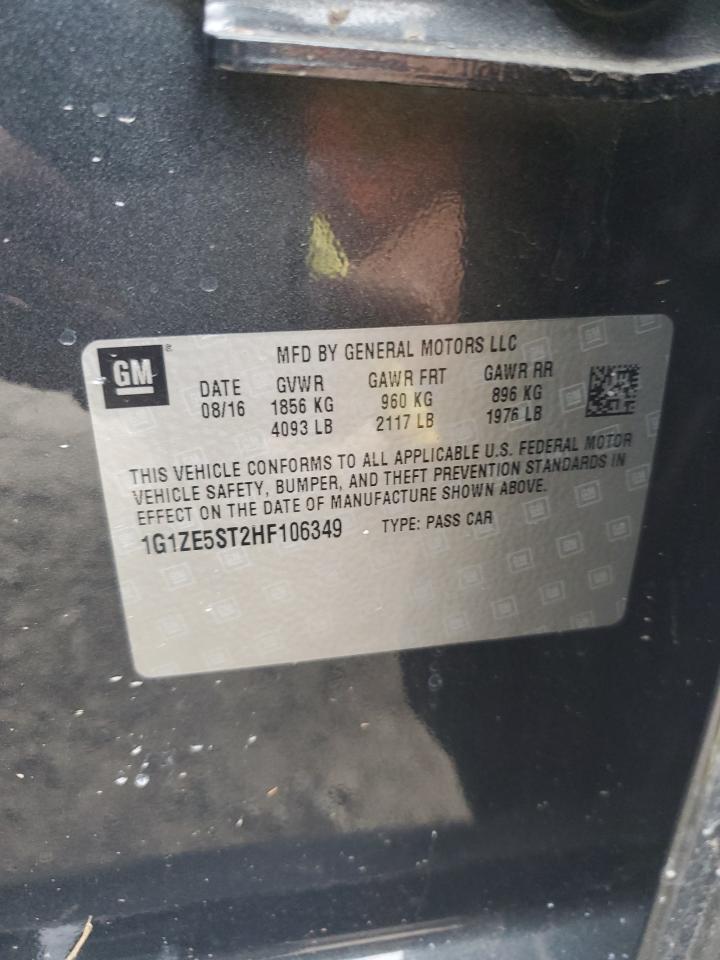 GM
MFD BY GENERAL MOTORS LLC
DATE GVWR GAWR FRT GAWR RR
08/16 1856 KG 960 KG 896 KG
4093 LB 2117 LB 1976 LB
THIS VEHICLE CONFORMS TO ALL APPLICABLE U.S. FEDERAL MOTOR
VEHICLE SAFETY, BUMPER, AND THEFT PREVENTION STANDARDS IN
EFFECT ON THE DATE OF MANUFACTURE SHOWN ABOVE.
1G1ZE5ST2HF106349 TYPE: PASS CAR